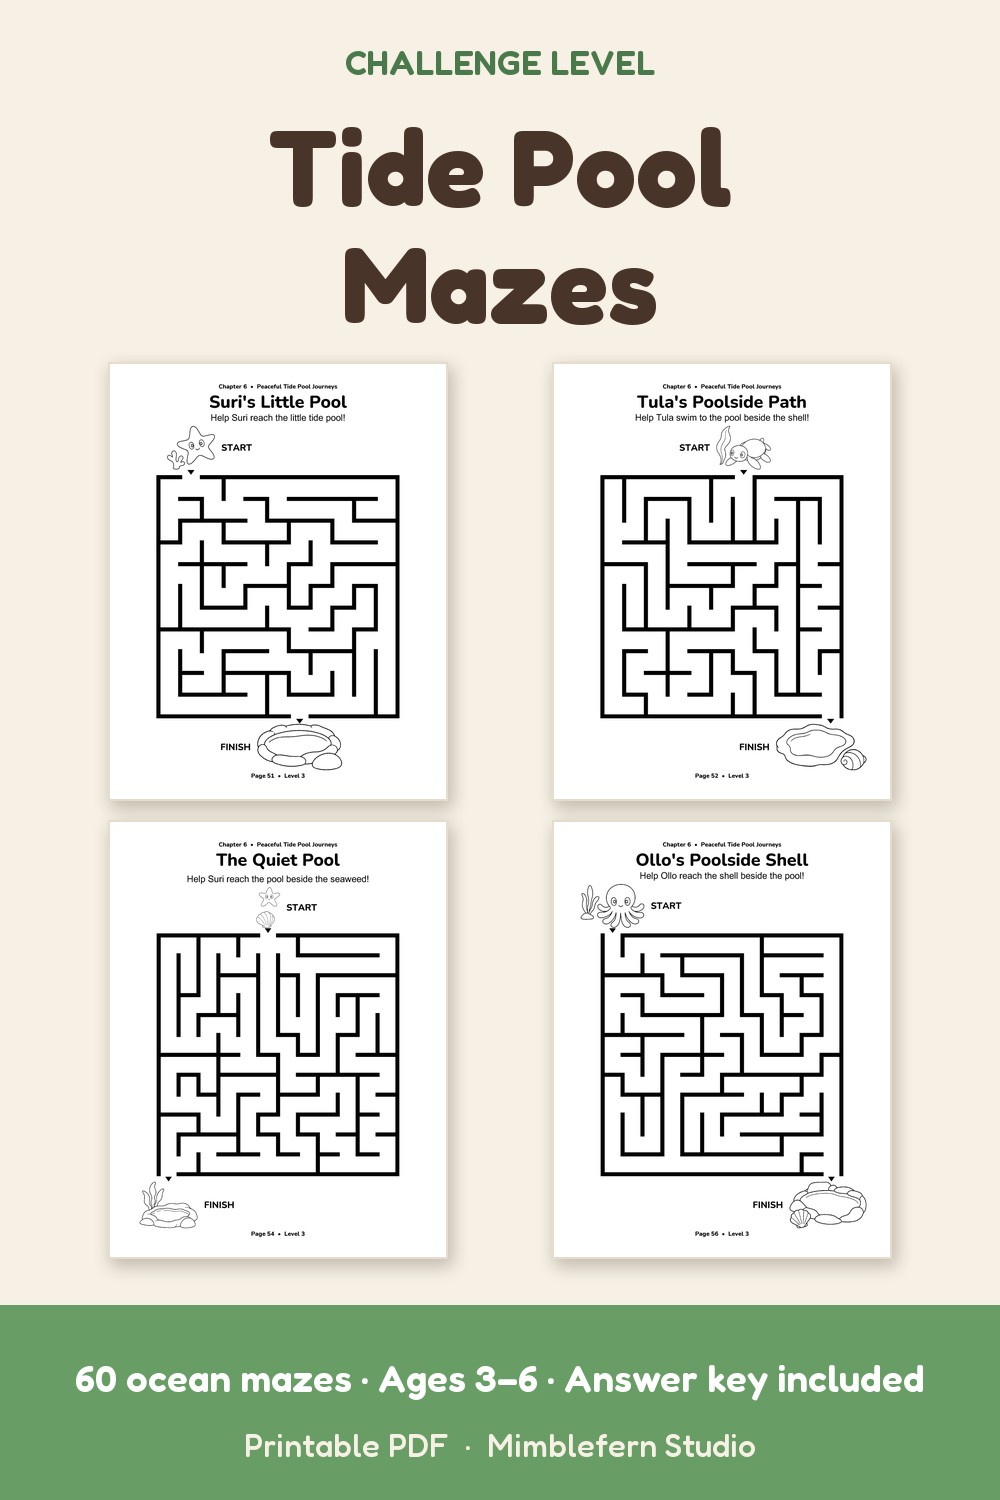 CHALLENGE LEVEL
Tide Pool
Mazes
Chapter 6 • Peaceful Tide Pool Journeys
Suri's Little Pool
Help Suri reach the little tide pool!
START
FINISH
Page 51 • Level 3
Chapter 6 • Peaceful Tide Pool Journeys
Tula's Poolside Path
Help Tula swim to the pool beside the shell!
START
FINISH
Page 52 • Level 3
Chapter 6 • Peaceful Tide Pool Journeys
The Quiet Pool
Help Suri reach the pool beside the seaweed!
START
FINISH
Page 54 • Level 3
Chapter 6 • Peaceful Tide Pool Journeys
Ollo's Poolside Shell
Help Ollo reach the shell beside the pool!
START
FINISH
Page 56 • Level 3
60 ocean mazes · Ages 3–6 · Answer key included
Printable PDF · Mimblefern Studio